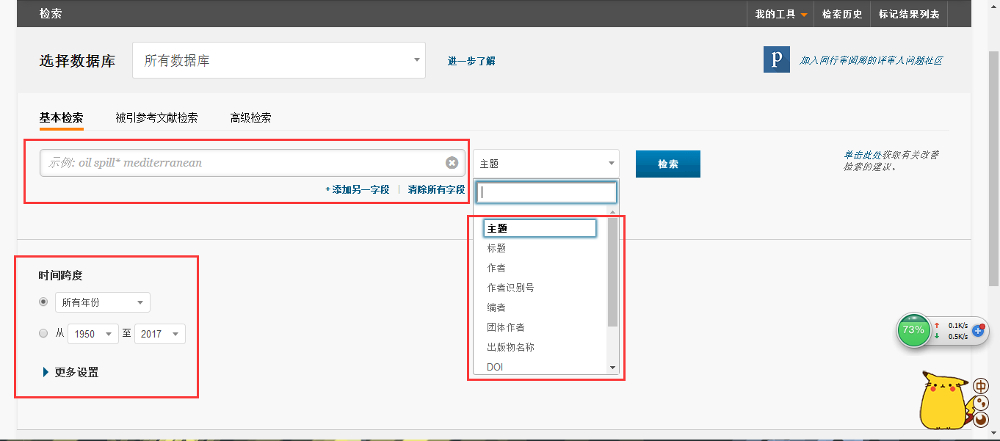 检索
我的工具 检索历史 标记结果列表
选择数据库 所有数据库 进一步了解
p 加入同行审阅阅的评审人问题社区
基本检索 被引参考文献检索 高级检索
示例: oil spill* mediterranean
主题
检索
单击此处获取有关改善
检索的建议。
+添加另一字段 | 清除所有字段
主题
标题
作者
作者识别号
编者
团体作者
出版物名称
DOI
时间跨度
所有年份
从 1950 至 2017
更多设置
73% 0.1K/s
0.5K/s
中